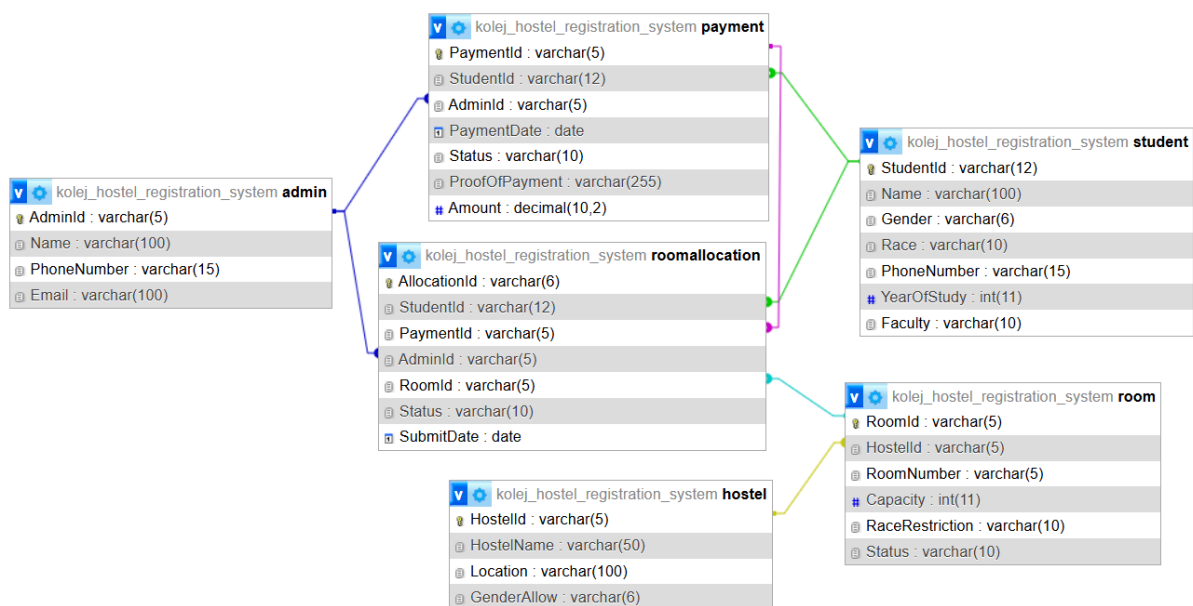 kolej_hostel_registration_system payment
PaymentId : varchar(5)
StudentId : varchar(12)
AdminId : varchar(5)
PaymentDate : date
Status : varchar(10)
ProofOfPayment : varchar(255)
# Amount : decimal(10,2)
kolej_hostel_registration_system student
StudentId : varchar(12)
Name : varchar(100)
Gender : varchar(6)
Race : varchar(10)
PhoneNumber : varchar(15)
# YearOfStudy : int(11)
Faculty : varchar(10)
kolej_hostel_registration_system admin
AdminId : varchar(5)
Name : varchar(100)
PhoneNumber : varchar(15)
Email : varchar(100)
kolej_hostel_registration_system roomallocation
AllocationId : varchar(6)
StudentId : varchar(12)
PaymentId : varchar(5)
AdminId : varchar(5)
RoomId : varchar(5)
Status : varchar(10)
SubmitDate : date
kolej_hostel_registration_system room
RoomId : varchar(5)
HostelId : varchar(5)
RoomNumber : varchar(5)
# Capacity : int(11)
RaceRestriction : varchar(10)
Status : varchar(10)
kolej_hostel_registration_system hostel
HostelId : varchar(5)
HostelName : varchar(50)
Location : varchar(100)
GenderAllow : varchar(6)